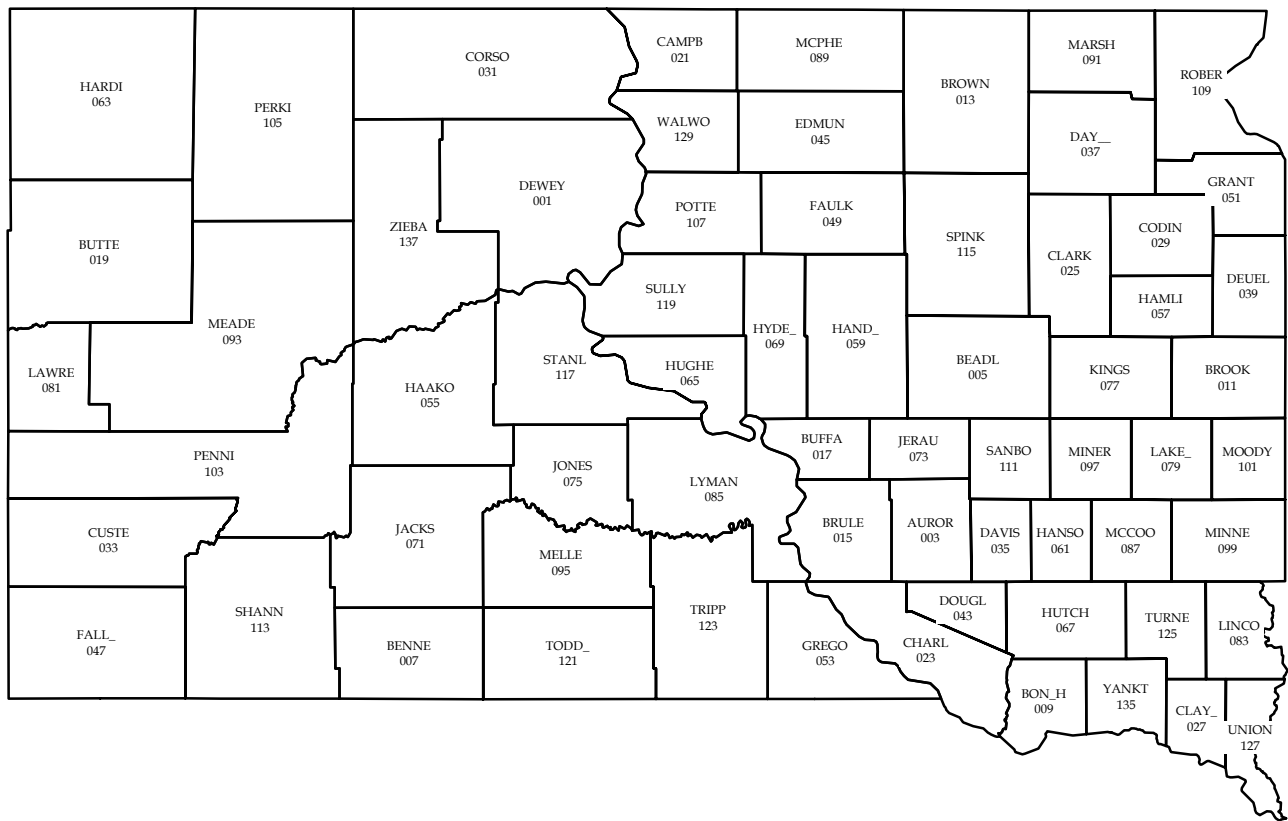 CORSO
031
CAMPB
021
MCPHE
089
MARSH
091
HARDI
063
PERKI
105
BROWN
013
ROBER
109
WALWO
129
EDMUN
045
DAY__
037
DEWEY
001
GRANT
051
POTTE
107
FAULK
049
ZIEBA
137
SPINK
115
CODIN
029
BUTTE
019
CLARK
025
DEUEL
039
SULLY
119
HAMLI
057
MEADE
093
HYDE_
069
HAND_
059
LAWRE
081
HAAKO
055
STANL
117
HUGHE
065
BEADL
005
KINGS
077
BROOK
011
BUFFA
017
JERAU
073
PENNI
103
JONES
075
SANBO
111
MINER
097
LAKE_
079
MOODY
101
LYMAN
085
CUSTE
033
JACKS
071
BRULE
015
AUROR
003
DAVIS
035
HANSO
061
MCCOO
087
MINNE
099
MELLE
095
SHANN
113
TRIPP
123
DOUGL
043
HUTCH
067
TURNE
125
LINCO
083
FALL_
047
BENNE
007
TODD_
121
GREGO
053
CHARL
023
BON_H
009
YANKT
135
CLAY_
027
UNION
127